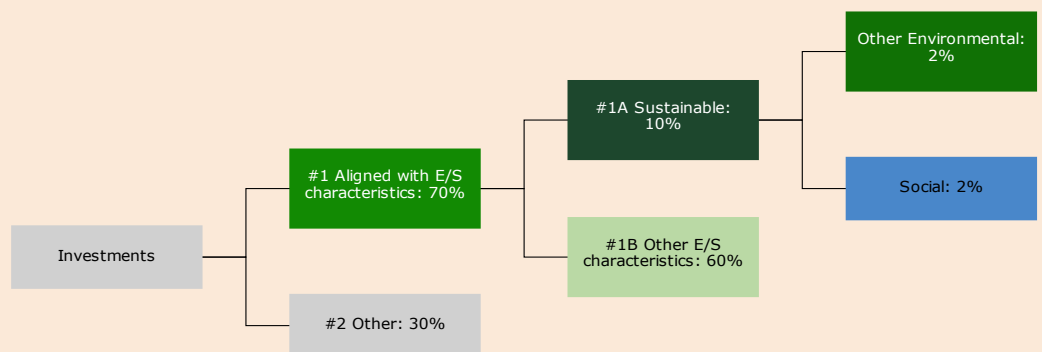 Investments
#1 Aligned with E/S
characteristics: 70%
#2 Other: 30%
#1A Sustainable:
10%
#1B Other E/S
characteristics: 60%
Other Environmental:
2%
Social: 2%